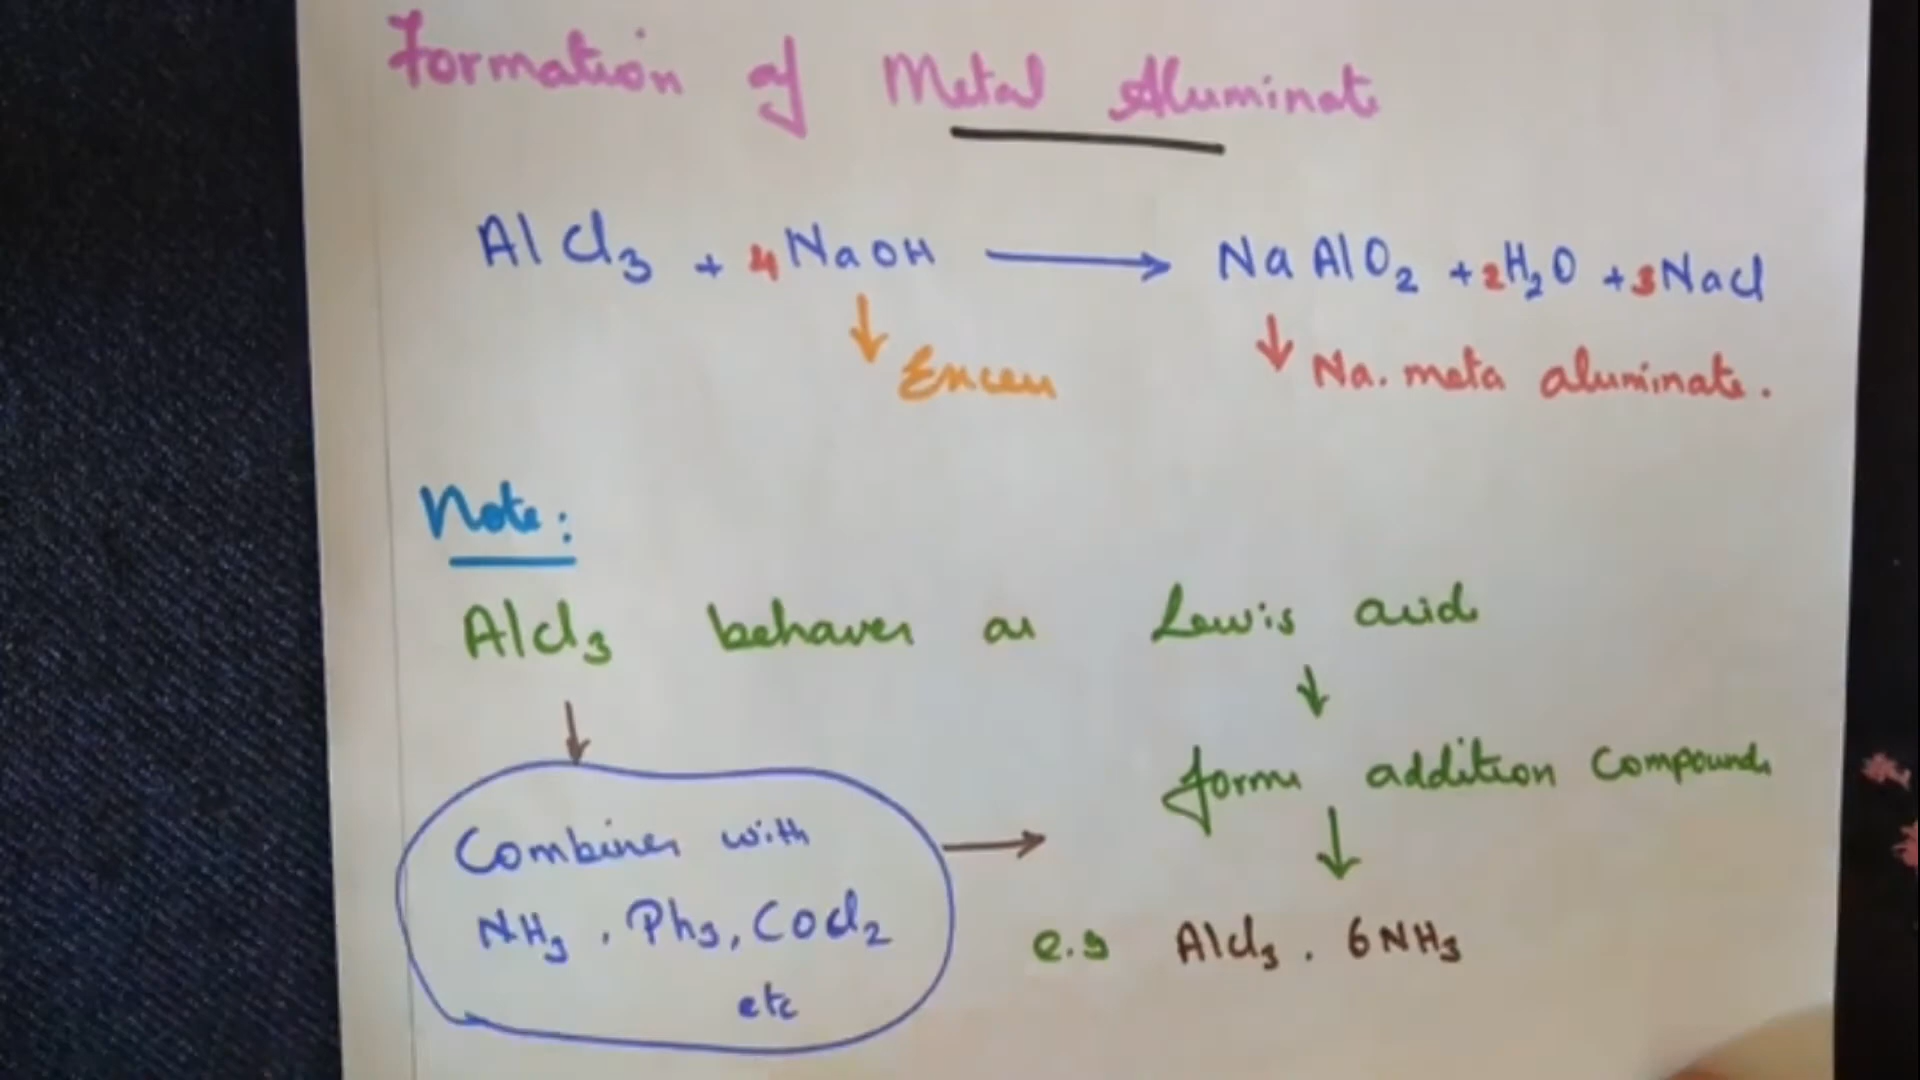 Formation of Metal Aluminate
AlCl₃ + 4NaOH ⟶ NaAlO₂ + 2H₂O + 3NaCl
↓ Excess
↓ Na. meta aluminate.
Note:
AlCl₃ behaves as Lewis acid
↓
forms addition compounds
↓
Combines with
NH₃, Ph₃, COCl₂
etc
e.g AlCl₃ . 6NH₃